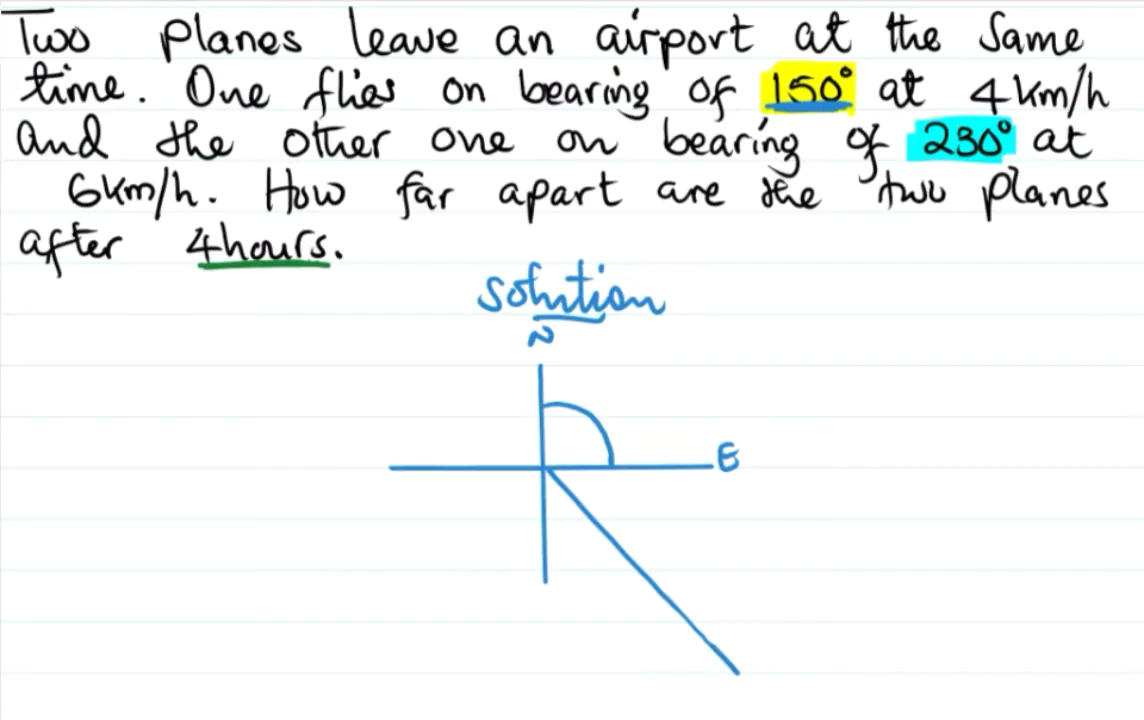 Two planes leave an airport at the same
time. One flies on bearing of 150° at 4km/h
and the other one on bearing of 230° at
6km/h. How far apart are the two planes
after 4hours.
solution
N
E